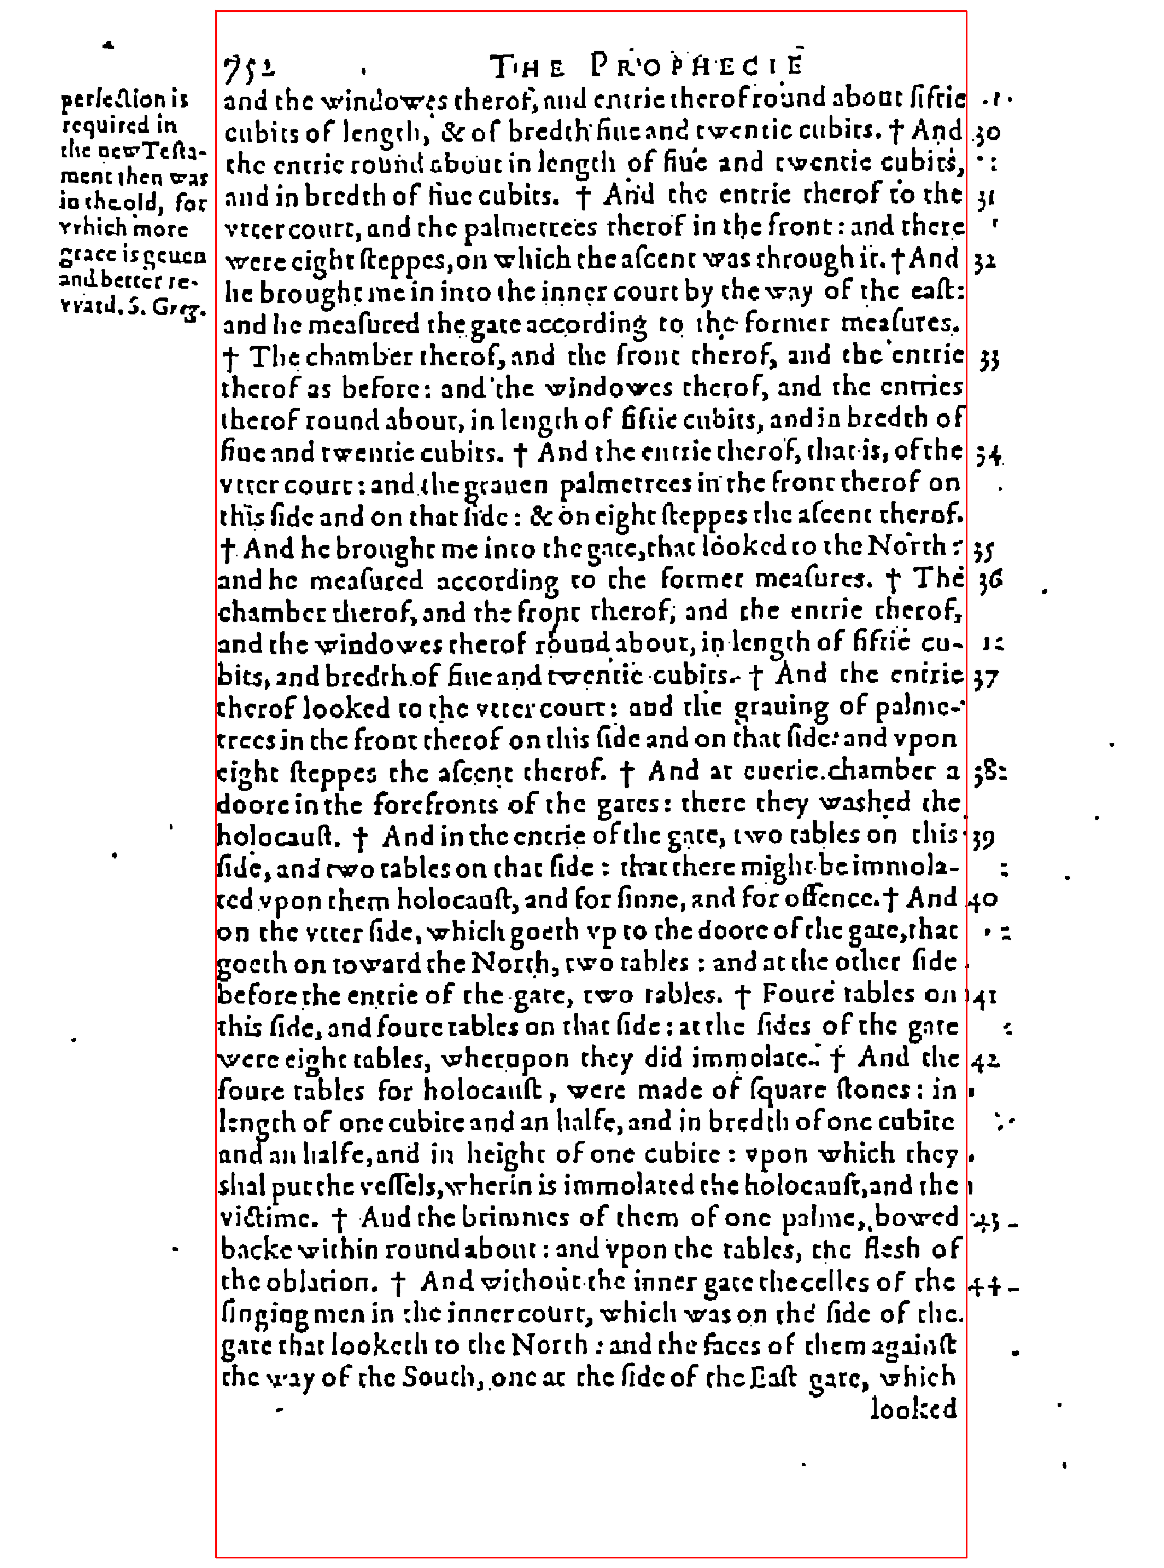 752 THE PROPHECIE
perfection is
required in
the new Testa-
ment then was
in the old, for
vvhich more
grace is geuen
and better re-
vvard. S. Greg.
and the windowes therof, and entrie therof round about fiftie
cubits of length, & of bredth fiue and twentie cubits. † And 30
the entrie round about in length of fiue and twentie cubits,
and in bredth of fiue cubits. † And the entrie therof to the 31
vtter court, and the palmetrees therof in the front: and there
were eight ſteppes, on which the aſcent was through it. † And 32
he brought me in into the inner court by the way of the eaſt:
and he meaſured the gate according to the former meaſures.
† The chamber therof, and the front therof, and the entrie 33
therof as before: and the windowes therof, and the entries
therof round about, in length of fiftie cubits, and in bredth of
fiue and twentie cubits. † And the entrie therof, that is, of the 34
vtter court: and the grauen palmetrees in the front therof on
this ſide and on that ſide: & on eight ſteppes the aſcent therof.
† And he brought me into the gate, that looked to the North: 35
and he meaſured according to the former meaſures. † The 36
chamber therof, and the front therof, and the entrie therof,
and the windowes therof round about, in length of fiftie cu-
bits, and bredth of fiue and twentie cubits. † And the entrie 37
therof looked to the vtter court: and the grauing of palme-
trees in the front therof on this ſide and on that ſide: and vpon
eight ſteppes the aſcent therof. † And at euerie chamber a 38
doore in the forefronts of the gates: there they washed the
holocauſt. † And in the entrie of the gate, two tables on this 39
ſide, and two tables on that ſide: that there might be immola-
ted vpon them holocauſt, and for ſinne, and for offence. † And 40
on the vtter ſide, which goeth vp to the doore of the gate, that
goeth on toward the North, two tables: and at the other ſide
before the entrie of the gate, two tables. † Foure tables on 41
this ſide, and foure tables on that ſide: at the ſides of the gate
were eight tables, wherupon they did immolate. † And the 42
foure tables for holocauſt, were made of ſquare ſtones: in
length of one cubite and an halfe, and in bredth of one cubite
and an halfe, and in height of one cubite: vpon which they
shal put the veſſels, wherin is immolated the holocauſt, and the
victime. † And the brimmes of them of one palme, bowed 43
backe within round about: and vpon the tables, the flesh of
the oblation. † And without the inner gate the celles of the 44
ſinging men in the inner court, which was on the ſide of the
gate that looketh to the North: and the faces of them againſt
the way of the South, one at the ſide of the Eaſt gate, which
looked